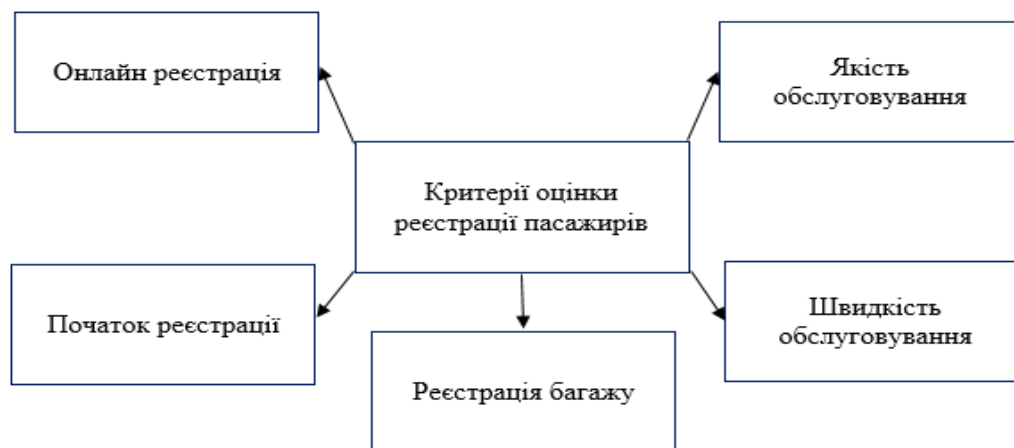 Онлайн реєстрація
Якість
обслуговування
Критерії оцінки
реєстрації пасажирів
Початок реєстрації
Швидкість
обслуговування
Реєстрація багажу